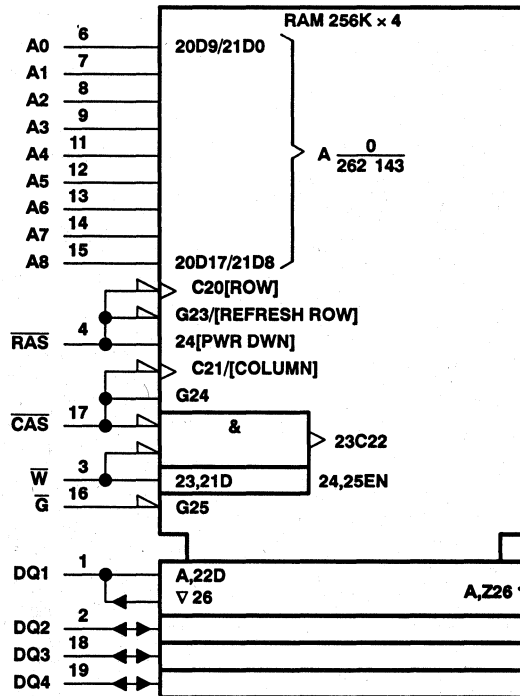 RAM 256K × 4
A0 6 20D9/21D0
A1 7
A2 8
A3 9
A4 11
A5 12
A6 13
A7 14
A8 15 20D17/21D8
A 0
262 143
C20[ROW]
G23/[REFRESH ROW]
RAS 4 24[PWR DWN]
C21/[COLUMN]
G24
CAS 17 &
23C22
W 3 23,21D 24,25EN
G 16 G25
DQ1 1 A,22D
∇ 26 A,Z26
DQ2 2
DQ3 18
DQ4 19